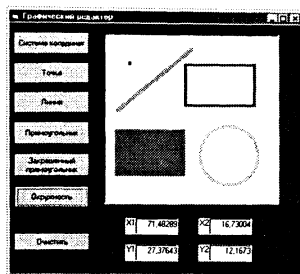 Графический редактор
Система координат
Точка
Линия
Прямоугольник
Закрашенный
прямоугольник
Окружность
Очистить
X1 71,48289 X2 16,73004
Y1 27,37643 Y2 12,1673